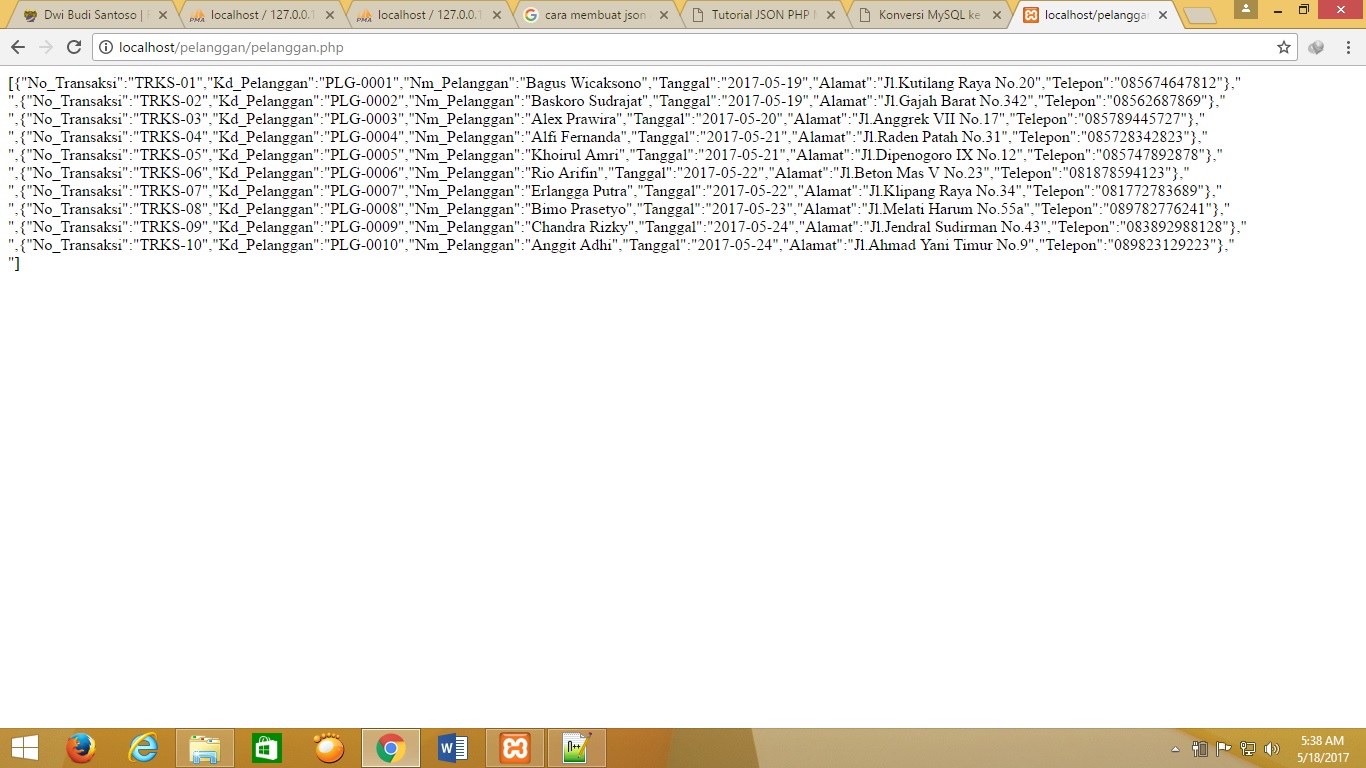 Dwi Budi Santoso |
localhost / 127.0.0.1
localhost / 127.0.0.1
cara membuat json
Tutorial JSON PHP
Konversi MySQL ke
localhost/pelangga
localhost/pelanggan/pelanggan.php
[{"No_Transaksi":"TRKS-01","Kd_Pelanggan":"PLG-0001","Nm_Pelanggan":"Bagus Wicaksono","Tanggal":"2017-05-19","Alamat":"Jl.Kutilang Raya No.20","Telepon":"085674647812"},"
",{"No_Transaksi":"TRKS-02","Kd_Pelanggan":"PLG-0002","Nm_Pelanggan":"Baskoro Sudrajat","Tanggal":"2017-05-19","Alamat":"Jl.Gajah Barat No.342","Telepon":"08562687869"},"
",{"No_Transaksi":"TRKS-03","Kd_Pelanggan":"PLG-0003","Nm_Pelanggan":"Alex Prawira","Tanggal":"2017-05-20","Alamat":"Jl.Anggrek VII No.17","Telepon":"085789445727"},"
",{"No_Transaksi":"TRKS-04","Kd_Pelanggan":"PLG-0004","Nm_Pelanggan":"Alfi Fernanda","Tanggal":"2017-05-21","Alamat":"Jl.Raden Patah No.31","Telepon":"085728342823"},"
",{"No_Transaksi":"TRKS-05","Kd_Pelanggan":"PLG-0005","Nm_Pelanggan":"Khoirul Amri","Tanggal":"2017-05-21","Alamat":"Jl.Dipenogoro IX No.12","Telepon":"085747892878"},"
",{"No_Transaksi":"TRKS-06","Kd_Pelanggan":"PLG-0006","Nm_Pelanggan":"Rio Arifin","Tanggal":"2017-05-22","Alamat":"Jl.Beton Mas V No.23","Telepon":"081878594123"},"
",{"No_Transaksi":"TRKS-07","Kd_Pelanggan":"PLG-0007","Nm_Pelanggan":"Erlangga Putra","Tanggal":"2017-05-22","Alamat":"Jl.Klipang Raya No.34","Telepon":"081772783689"},"
",{"No_Transaksi":"TRKS-08","Kd_Pelanggan":"PLG-0008","Nm_Pelanggan":"Bimo Prasetyo","Tanggal":"2017-05-23","Alamat":"Jl.Melati Harum No.55a","Telepon":"089782776241"},"
",{"No_Transaksi":"TRKS-09","Kd_Pelanggan":"PLG-0009","Nm_Pelanggan":"Chandra Rizky","Tanggal":"2017-05-24","Alamat":"Jl.Jendral Sudirman No.43","Telepon":"083892988128"},"
",{"No_Transaksi":"TRKS-10","Kd_Pelanggan":"PLG-0010","Nm_Pelanggan":"Anggit Adhi","Tanggal":"2017-05-24","Alamat":"Jl.Ahmad Yani Timur No.9","Telepon":"089823129223"},"
"]
5:38 AM
5/18/2017